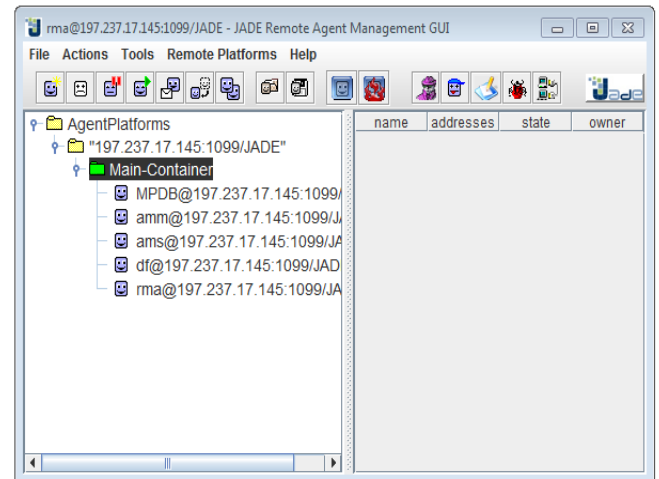 rma@197.237.17.145:1099/JADE - JADE Remote Agent Management GUI
File Actions Tools Remote Platforms Help
Jade
AgentPlatforms
"197.237.17.145:1099/JADE"
Main-Container
MPDB@197.237.17.145:1099/
amm@197.237.17.145:1099/J
ams@197.237.17.145:1099/JA
df@197.237.17.145:1099/JAD
rma@197.237.17.145:1099/JA
name addresses state owner